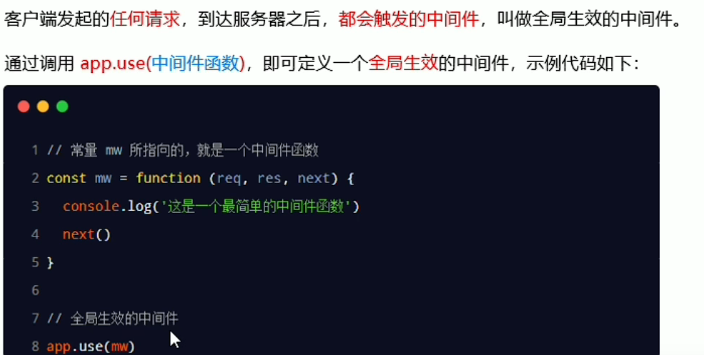 客户端发起的任何请求，到达服务器之后，都会触发的中间件，叫做全局生效的中间件。
通过调用 app.use(中间件函数)，即可定义一个全局生效的中间件，示例代码如下：
1 // 常量 mw 所指向的，就是一个中间件函数
2 const mw = function (req, res, next) {
3   console.log('这是一个最简单的中间件函数')
4   next()
5 }
6
7 // 全局生效的中间件
8 app.use(mw)